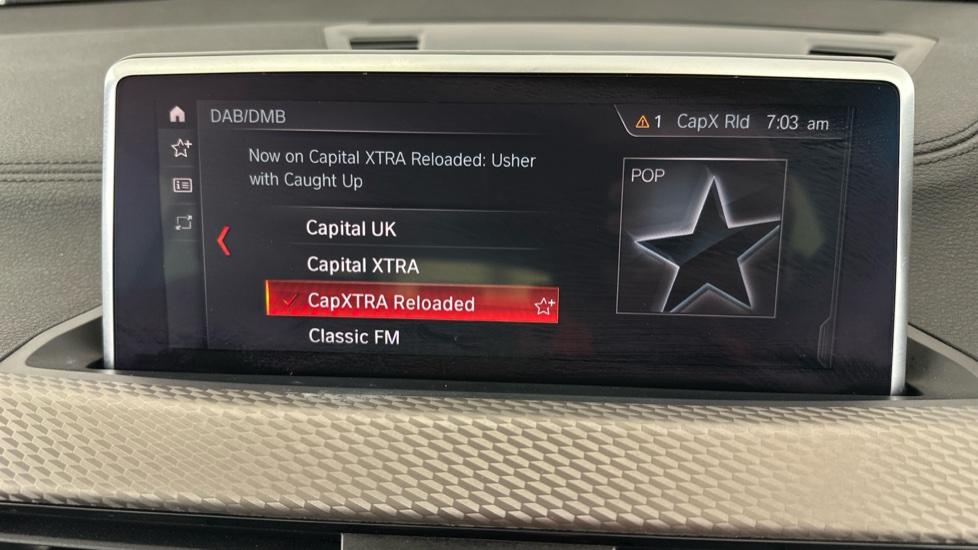 DAB/DMB
1 CapX Rld 7:03 am
Now on Capital XTRA Reloaded: Usher
with Caught Up
POP
Capital UK
Capital XTRA
CapXTRA Reloaded
Classic FM